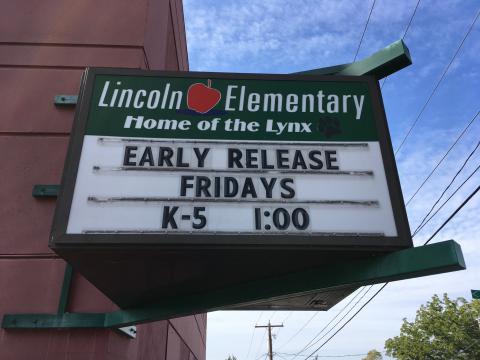 Lincoln Elementary
Home of the Lynx
EARLY RELEASE
FRIDAYS
K-5 1:00